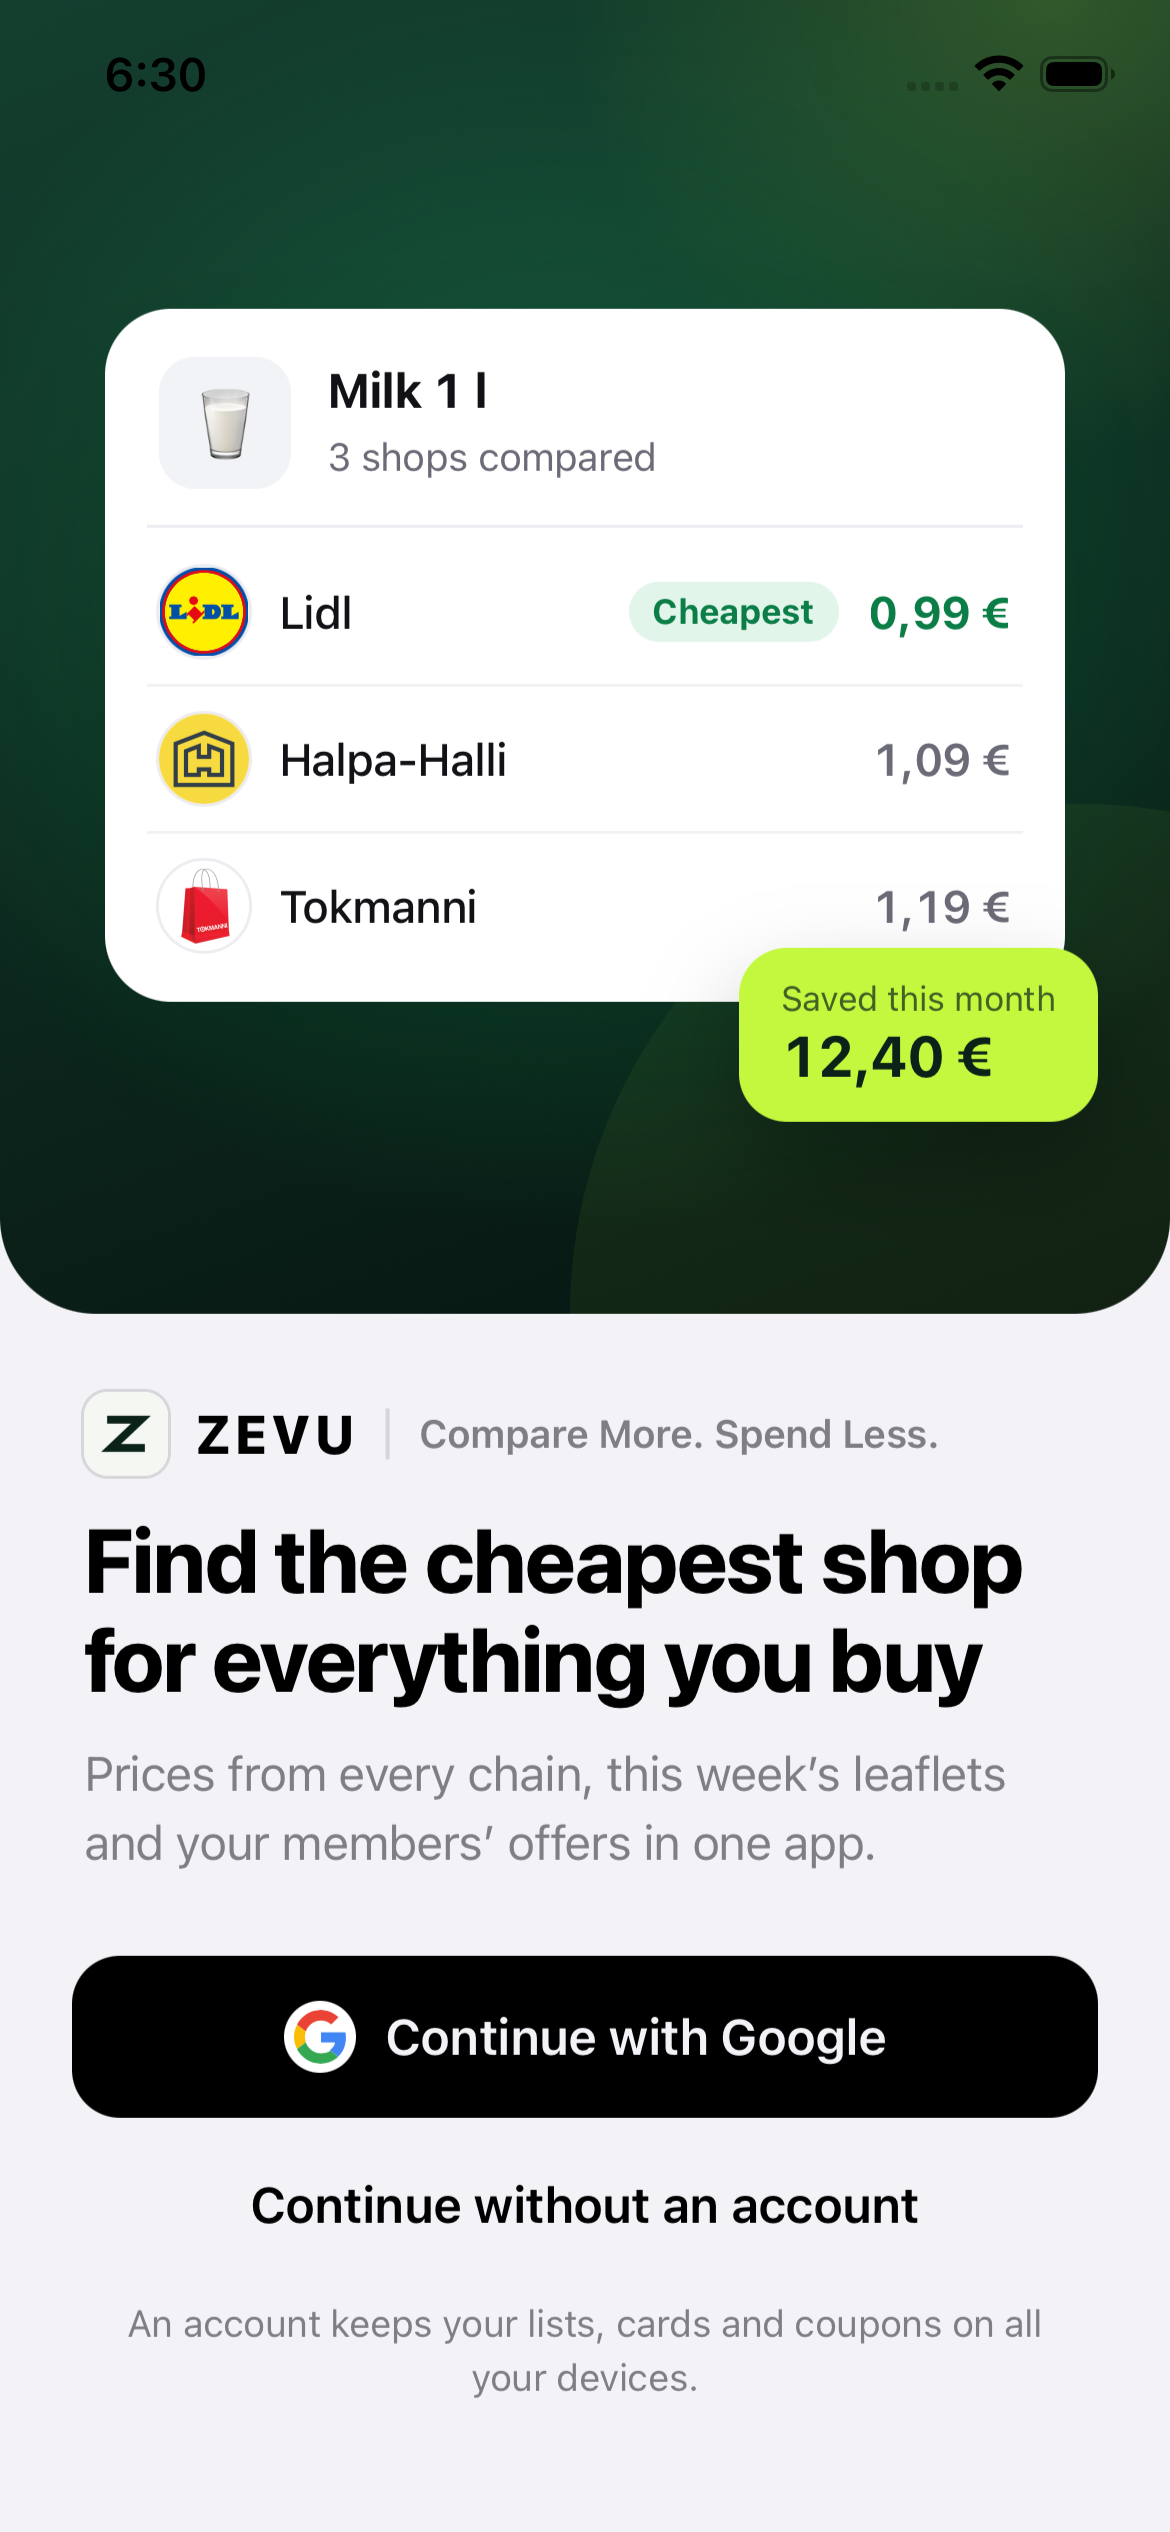 6:30
Milk 1 l
3 shops compared
LIDL
Lidl
Cheapest
0,99 €
Halpa-Halli
1,09 €
TOKMANNI
Tokmanni
1,19 €
Saved this month
12,40 €
ZEVU
Compare More. Spend Less.
Find the cheapest shop
for everything you buy
Prices from every chain, this week’s leaflets
and your members’ offers in one app.
Continue with Google
Continue without an account
An account keeps your lists, cards and coupons on all
your devices.